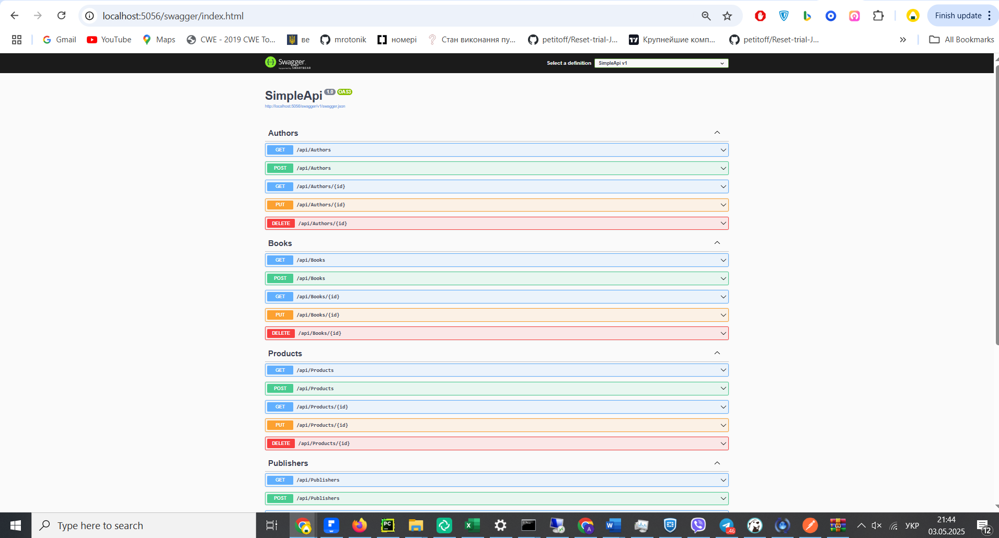 localhost:5056/swagger/index.html
Finish update
Gmail
YouTube
Maps
CWE - 2019 CWE To...
ве
mrotonik
номери
Стан виконання пу...
petitoff/Reset-trial-J...
Крупнейшие комп...
petitoff/Reset-trial-J...
All Bookmarks
Swagger.
Supported by SMARTBEAR
Select a definition
SimpleApi v1
SimpleApi 1.0 OAS3
http://localhost:5056/swagger/v1/swagger.json
Authors
GET /api/Authors
POST /api/Authors
GET /api/Authors/{id}
PUT /api/Authors/{id}
DELETE /api/Authors/{id}
Books
GET /api/Books
POST /api/Books
GET /api/Books/{id}
PUT /api/Books/{id}
DELETE /api/Books/{id}
Products
GET /api/Products
POST /api/Products
GET /api/Products/{id}
PUT /api/Products/{id}
DELETE /api/Products/{id}
Publishers
GET /api/Publishers
POST /api/Publishers
Type here to search
PC
A
W
..46
УКР
21:44
03.05.2025
12